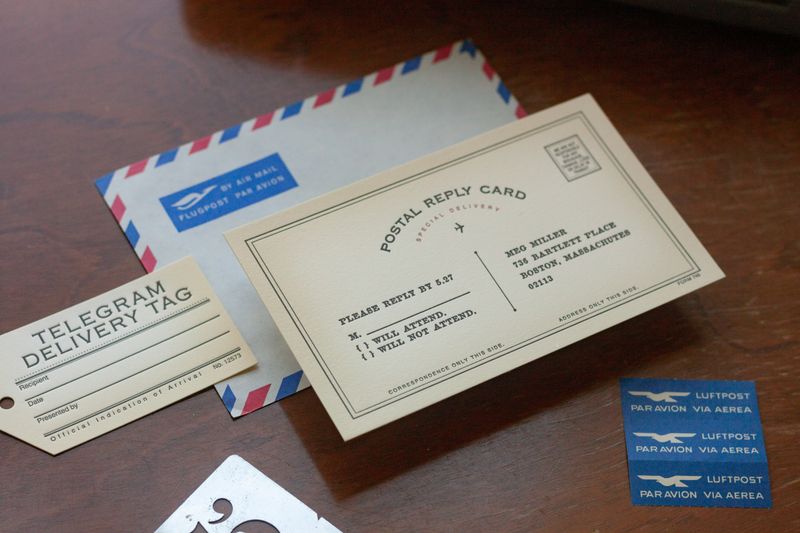 BY AIR MAIL
FLUGPOST PAR AVION
POSTAL REPLY CARD
SPECIAL DELIVERY
PLEASE REPLY BY 5.27
M.
( ) WILL ATTEND.
( ) WILL NOT ATTEND.
CORRESPONDENCE ONLY THIS SIDE.
MEG MILLER
735 BARTLETT PLACE
BOSTON, MASSACHUTES
02113
ADDRESS ONLY THIS SIDE.
TELEGRAM
DELIVERY TAG
Recipient
Date
Presented by
NO. 12573
Official Indication of Arrival
LUFTPOST
PAR AVION VIA AEREA
LUFTPOST
PAR AVION VIA AEREA
LUFTPOST
PAR AVION VIA AEREA